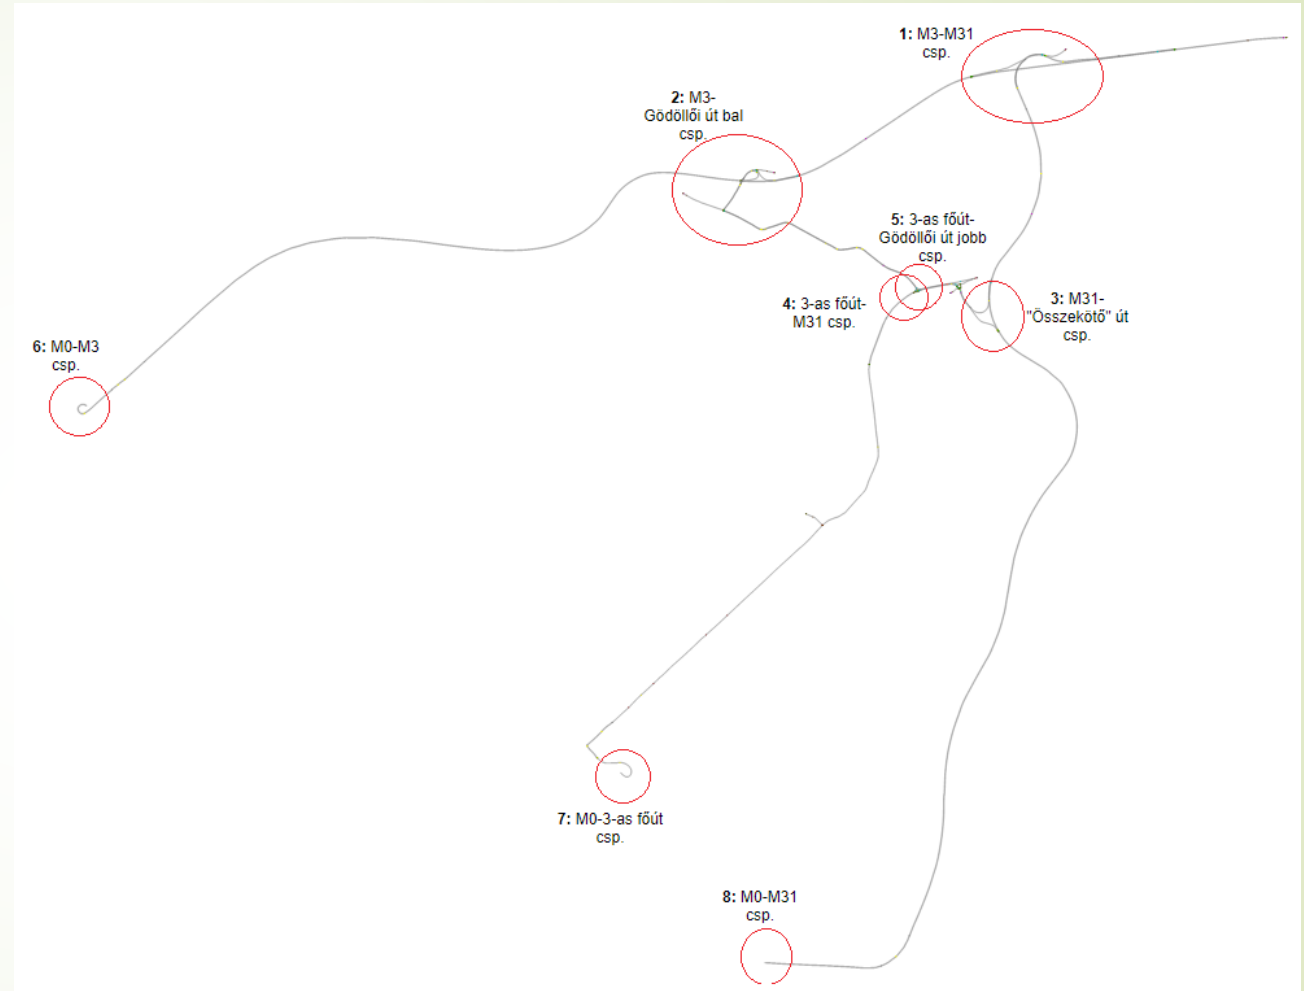 1: M3-M31
csp.
2: M3-
Gödöllői út bal
csp.
5: 3-as főút-
Gödöllői út jobb
csp.
4: 3-as főút-
M31 csp.
3: M31-
"Összekötő" út
csp.
6: M0-M3
csp.
7: M0-3-as főút
csp.
8: M0-M31
csp.